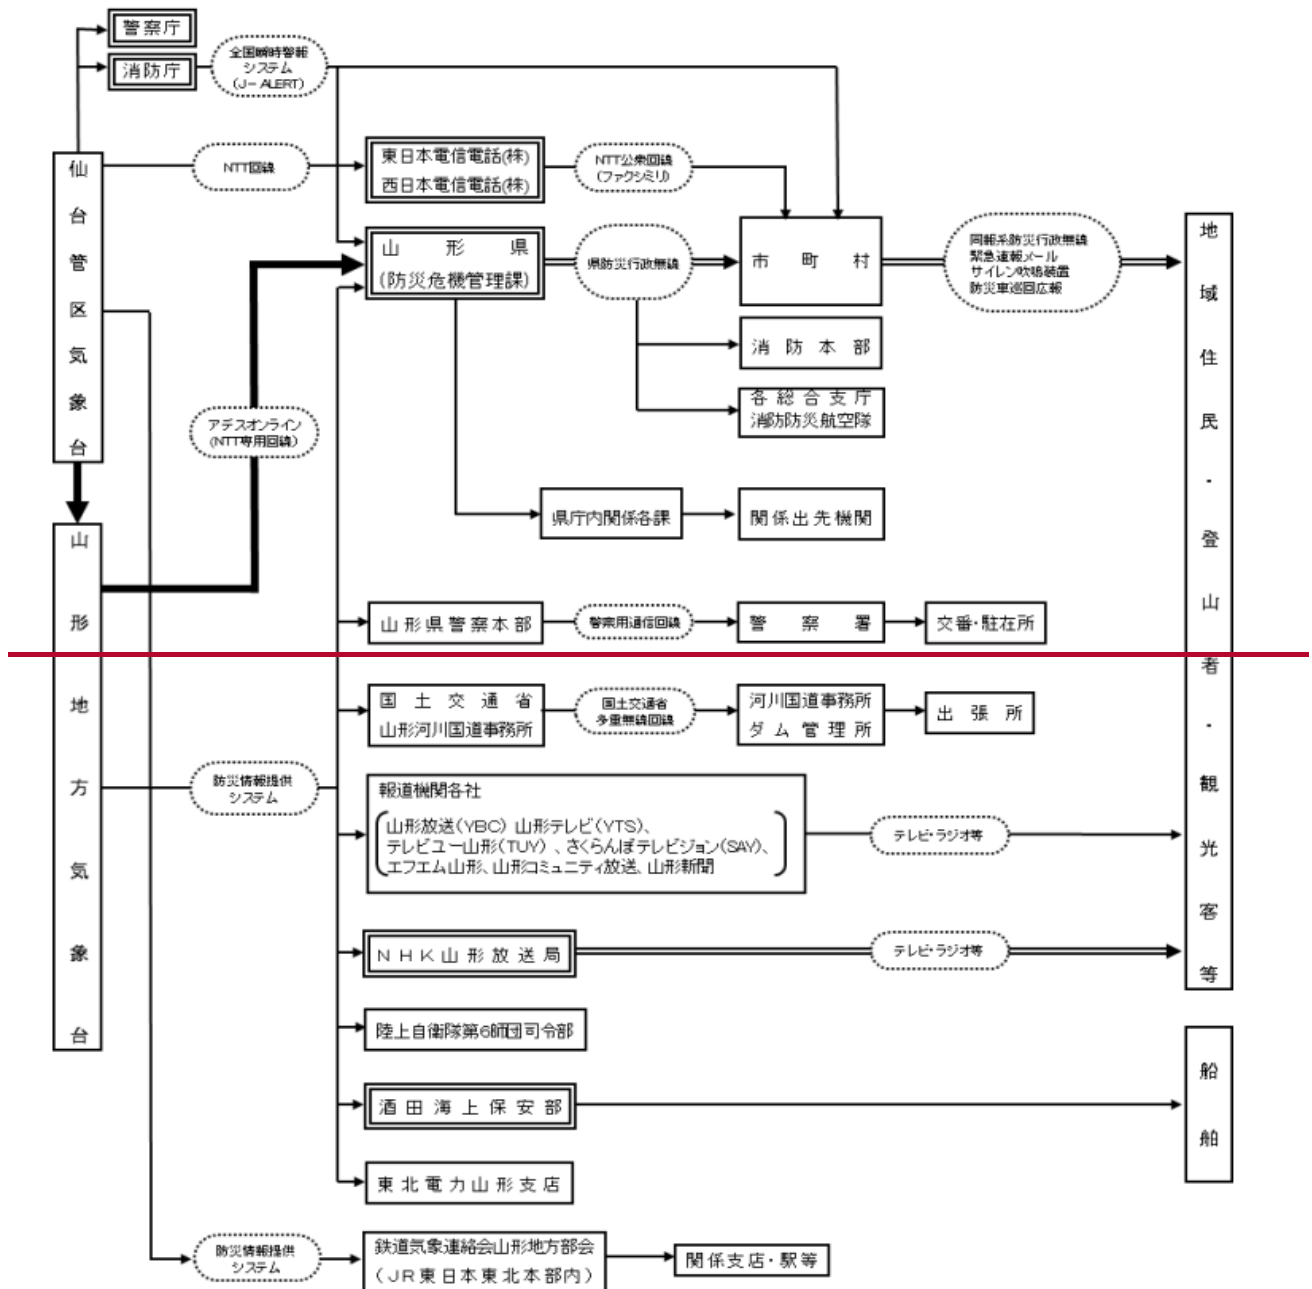 警察庁
消防庁
全国瞬時警報
システム
(J-ALERT)
仙台管区気象台
NTT回線
東日本電信電話(株)
西日本電信電話(株)
NTT公衆回線
(ファクシミリ)
山形県
(防災危機管理課)
県防災行政無線
市町村
同報系防災行政無線
緊急速報メール
サイレン吹鳴装置
防災車巡回広報
地域住民・登山者・観光客等
消防本部
各総合支庁
消防防災航空隊
アデスオンライン
(NTT専用回線)
県庁内関係各課
関係出先機関
山形地方気象台
山形県警察本部
警察用通信回線
警察署
交番・駐在所
国土交通省
山形河川国道事務所
国土交通省
多重無線回線
河川国道事務所
ダム管理所
出張所
防災情報提供
システム
報道機関各社
山形放送(YBC) 山形テレビ(YTS)、
テレビユー山形(TUY) 、さくらんぼテレビジョン(SAY)、
エフエム山形、山形コミュニティ放送、山形新聞
テレビ・ラジオ等
NHK山形放送局
テレビ・ラジオ等
陸上自衛隊第6師団司令部
酒田海上保安部
船舶
東北電力山形支店
防災情報提供
システム
鉄道気象連絡会山形地方部会
(JR東日本東北本部内)
関係支店・駅等